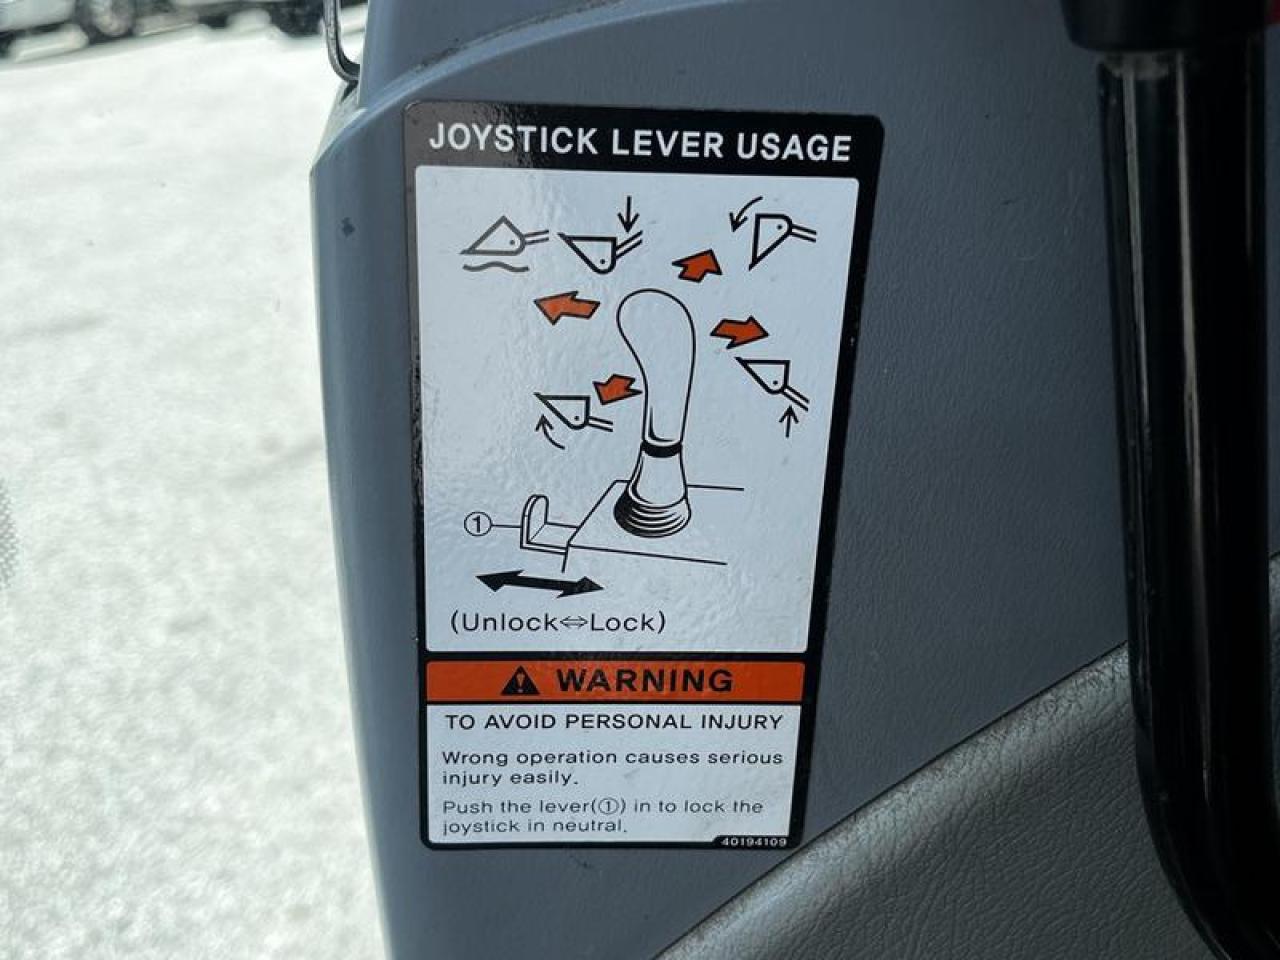 JOYSTICK LEVER USAGE
①
(Unlock⇔Lock)
WARNING
TO AVOID PERSONAL INJURY
Wrong operation causes serious
injury easily.
Push the lever(①) in to lock the
joystick in neutral.
40194109